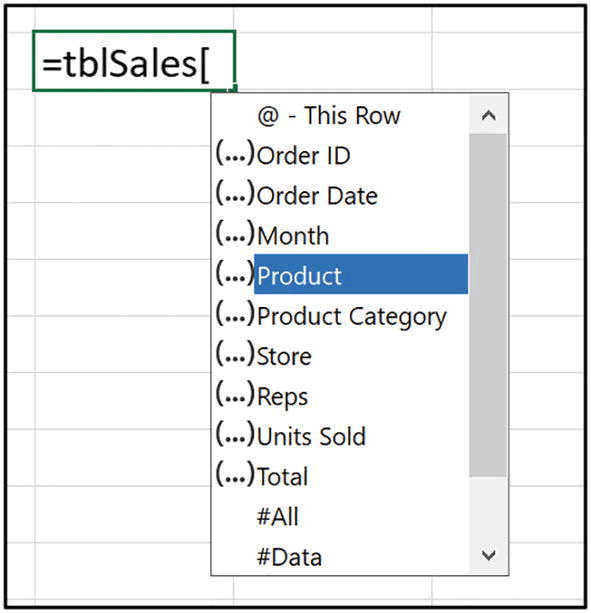 =tblSales[
@ - This Row
(...) Order ID
(...) Order Date
(...) Month
(...) Product
(...) Product Category
(...) Store
(...) Reps
(...) Units Sold
(...) Total
#All
#Data